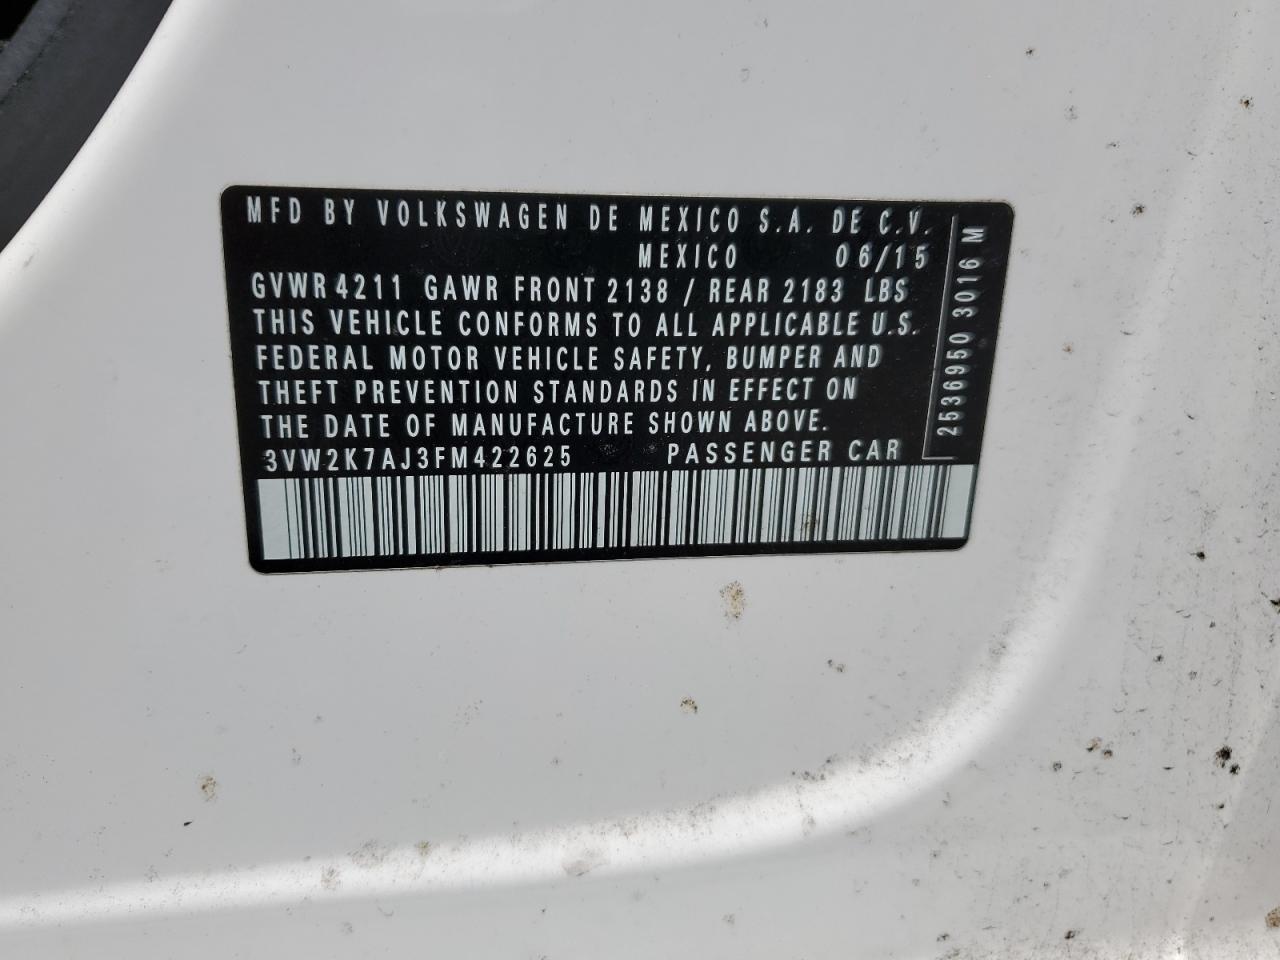 MFD BY VOLKSWAGEN DE MEXICO S.A. DE C.V.
MEXICO 06/15
GVWR 4211 GAWR FRONT 2138 / REAR 2183 LBS
THIS VEHICLE CONFORMS TO ALL APPLICABLE U.S.
FEDERAL MOTOR VEHICLE SAFETY, BUMPER AND
THEFT PREVENTION STANDARDS IN EFFECT ON
THE DATE OF MANUFACTURE SHOWN ABOVE.
3VW2K7AJ3FM422625 PASSENGER CAR
2536950 3016 M